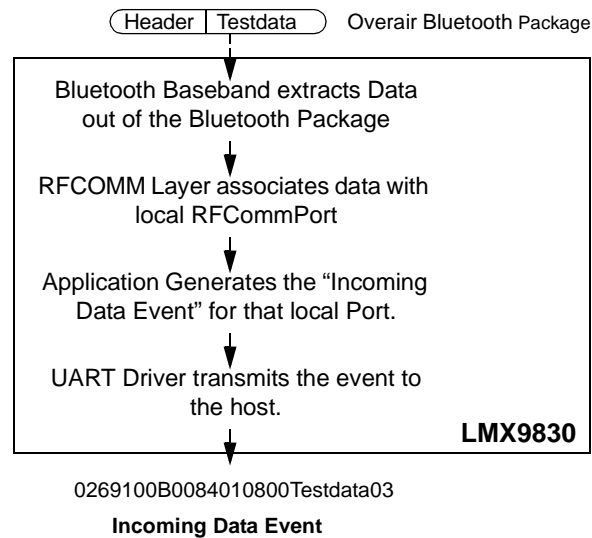 Header Testdata Overair Bluetooth Package
Bluetooth Baseband extracts Data
out of the Bluetooth Package
RFCOMM Layer associates data with
local RFCommPort
Application Generates the “Incoming
Data Event” for that local Port.
UART Driver transmits the event to
the host.
LMX9830
0269100B0084010800Testdata03
Incoming Data Event